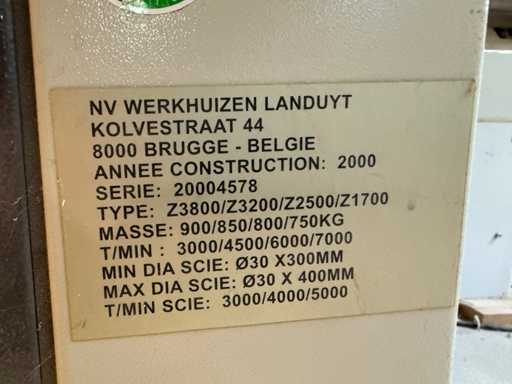 NV WERKHUIZEN LANDUYT
KOLVESTRAAT 44
8000 BRUGGE - BELGIE
ANNEE CONSTRUCTION: 2000
SERIE: 20004578
TYPE: Z3800/Z3200/Z2500/Z1700
MASSE: 900/850/800/750KG
T/MIN : 3000/4500/6000/7000
MIN DIA SCIE: Ø30 X300MM
MAX DIA SCIE: Ø30 X 400MM
T/MIN SCIE: 3000/4000/5000